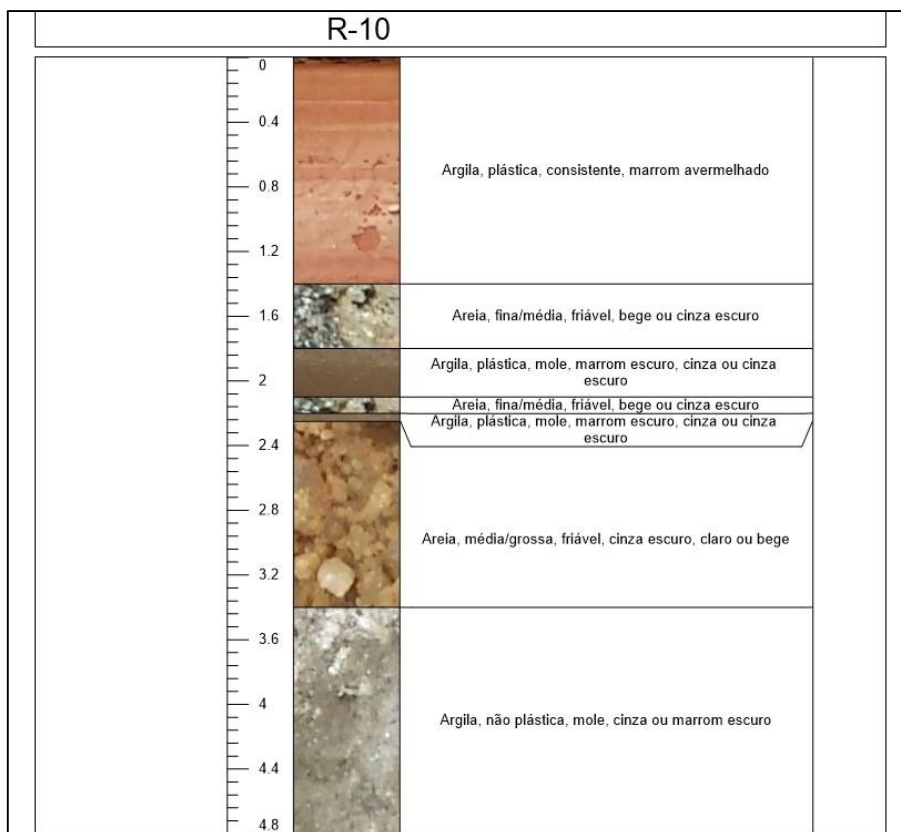 R-10
0
0.4
0.8
1.2
1.6
2
2.4
2.8
3.2
3.6
4
4.4
4.8
Argila, plástica, consistente, marrom avermelhado
Areia, fina/média, friável, bege ou cinza escuro
Argila, plástica, mole, marrom escuro, cinza ou cinza
escuro
Areia, fina/média, friável, bege ou cinza escuro
Argila, plástica, mole, marrom escuro, cinza ou cinza
escuro
Areia, média/grossa, friável, cinza escuro, claro ou bege
Argila, não plástica, mole, cinza ou marrom escuro